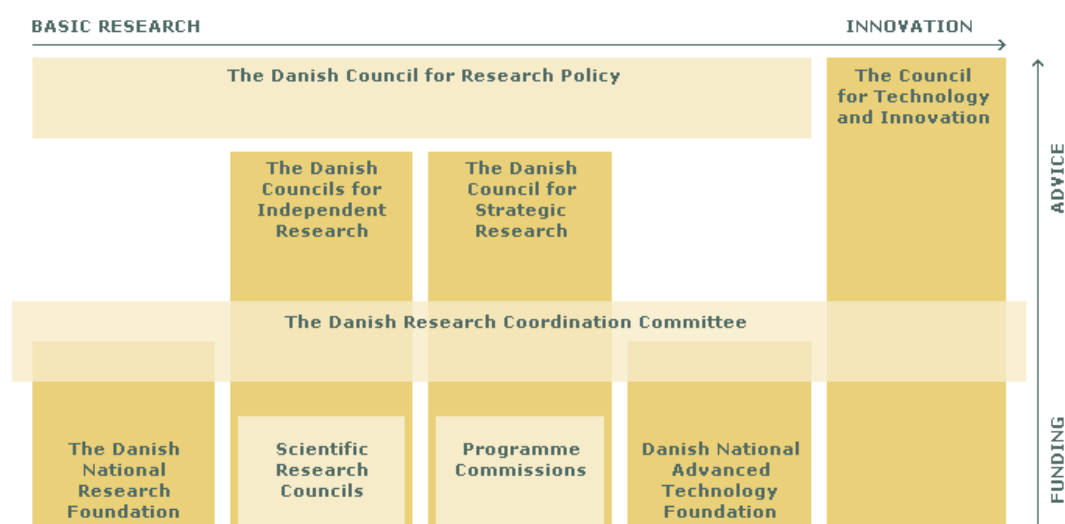 BASIC RESEARCH
INNOVATION
The Danish Council for Research Policy
The Council
for Technology
and Innovation
The Danish
Councils for
Independent
Research
The Danish
Council for
Strategic
Research
ADVICE
The Danish Research Coordination Committee
The Danish
National
Research
Foundation
Scientific
Research
Councils
Programme
Commissions
Danish National
Advanced
Technology
Foundation
FUNDING